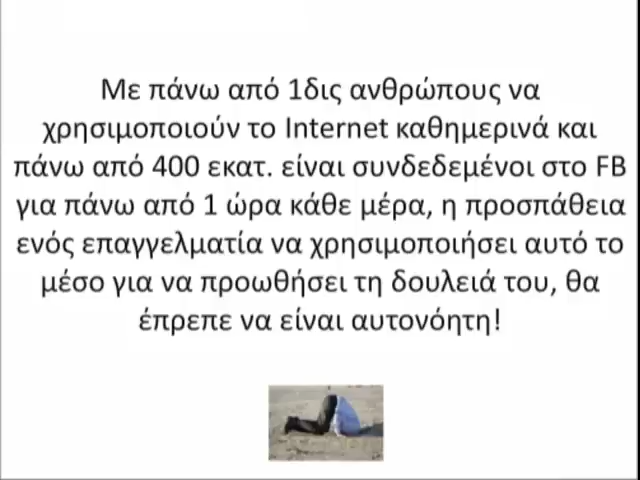 Με πάνω από 1δις ανθρώπους να
χρησιμοποιούν το Internet καθημερινά και
πάνω από 400 εκατ. είναι συνδεδεμένοι στο FB
για πάνω από 1 ώρα κάθε μέρα, η προσπάθεια
ενός επαγγελματία να χρησιμοποιήσει αυτό το
μέσο για να προωθήσει τη δουλειά του, θα
έπρεπε να είναι αυτονόητη!